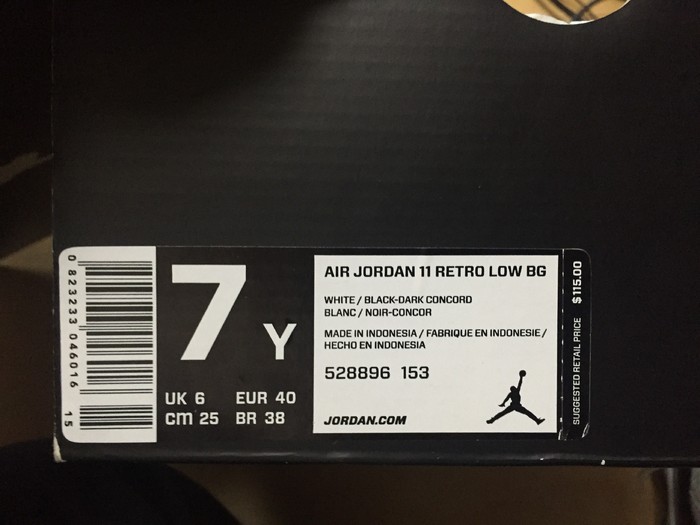 0 823233 046016
15
7 Y
UK 6 EUR 40
cm 25 BR 38
AIR JORDAN 11 RETRO LOW BG
WHITE / BLACK-DARK CONCORD
BLANC / NOIR-CONCOR
MADE IN INDONESIA / FABRIQUE EN INDONESIE /
HECHO EN INDONESIA
528896 153
JORDAN.COM
SUGGESTED RETAIL PRICE $115.00